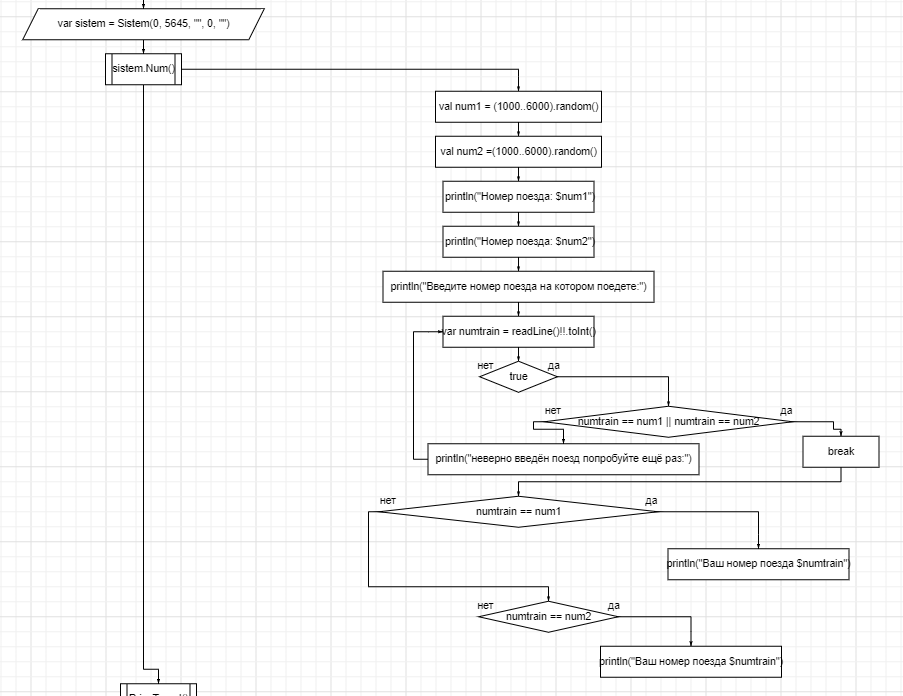 var sistem = Sistem(0, 5645, "", 0, "")
sistem.Num()
val num1 = (1000..6000).random()
val num2 =(1000..6000).random()
println("Номер поезда: $num1")
println("Номер поезда: $num2")
println("Введите номер поезда на котором поедете:")
var numtrain = readLine()!!.toInt()
нет
да
true
нет
да
numtrain == num1 || numtrain == num2
break
println("неверно введён поезд попробуйте ещё раз:")
нет
да
numtrain == num1
println("Ваш номер поезда $numtrain")
нет
да
numtrain == num2
println("Ваш номер поезда $numtrain")